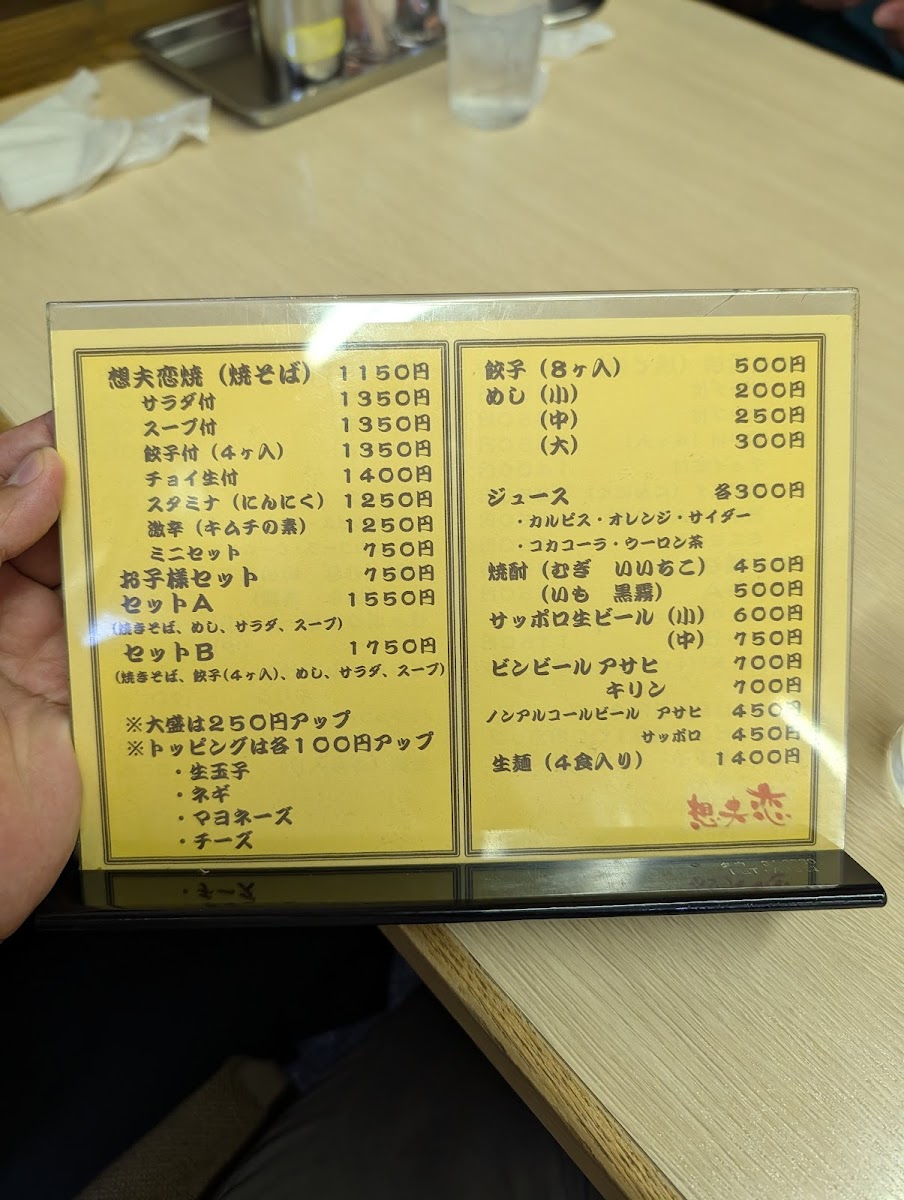 想夫恋焼（焼そば） 1150円
サラダ付 1350円
スープ付 1350円
餃子付（4ヶ入） 1350円
チョイ生付 1400円
スタミナ（にんにく） 1250円
激辛（キムチの素） 1250円
ミニセット 750円
お子様セット 750円
セットA 1550円
（焼きそば、めし、サラダ、スープ）
セットB 1750円
（焼きそば、餃子(4ヶ入)、めし、サラダ、スープ）
※大盛は250円アップ
※トッピングは各100円アップ
・生玉子
・ネギ
・マヨネーズ
・チーズ
餃子（8ヶ入） 500円
めし（小） 200円
（中） 250円
（大） 300円
ジュース 各300円
・カルピス・オレンジ・サイダー
・コカコーラ・ウーロン茶
焼酎（むぎ いいちこ） 450円
（いも 黒霧） 500円
サッポロ生ビール（小） 600円
（中） 750円
ビンビール アサヒ 700円
キリン 700円
ノンアルコールビール アサヒ 450円
サッポロ 450円
生麺（4食入り） 1400円
想夫恋